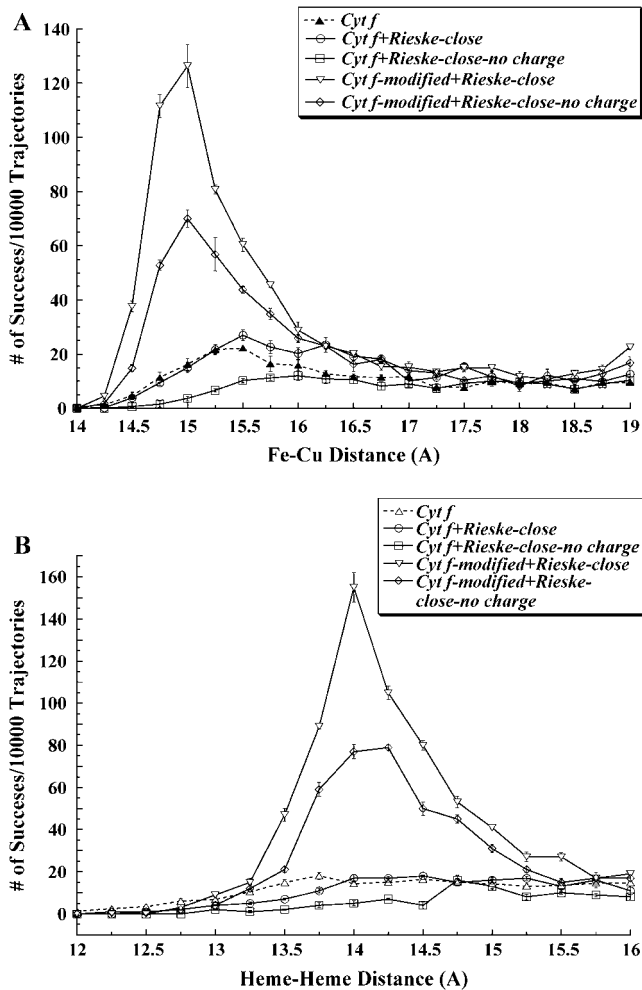 A
Cyt f
Cyt f+Rieske-close
Cyt f+Rieske-close-no charge
Cyt f-modified+Rieske-close
Cyt f-modified+Rieske-close-no charge
# of Succeses/10000 Trajectories
140
120
100
80
60
40
20
0
14 14.5 15 15.5 16 16.5 17 17.5 18 18.5 19
Fe-Cu Distance (A)
B
Cyt f
Cyt f+Rieske-close
Cyt f+Rieske-close-no charge
Cyt f-modified+Rieske-close
Cyt f-modified+Rieske-
close-no charge
# of Succeses/10000 Trajectories
160
140
120
100
80
60
40
20
0
12 12.5 13 13.5 14 14.5 15 15.5 16
Heme-Heme Distance (A)